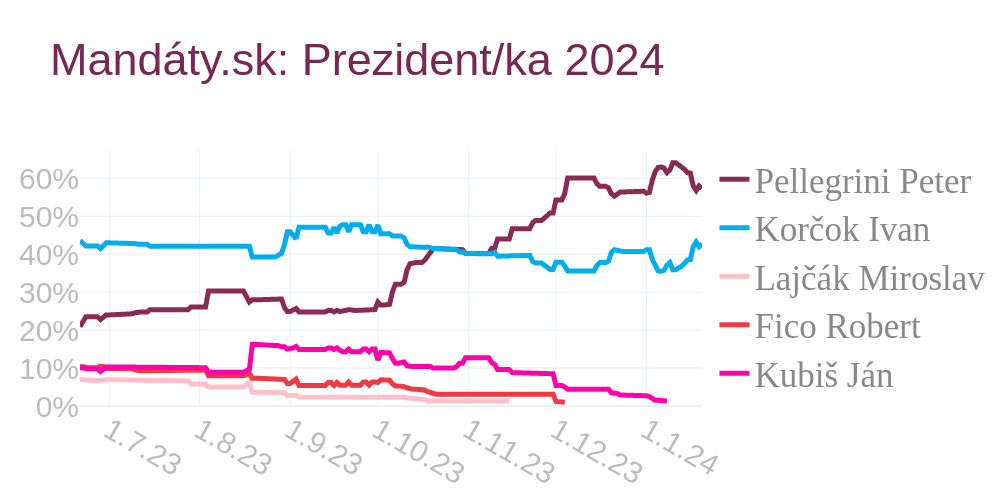 Mandáty.sk: Prezident/ka 2024
60%
50%
40%
30%
20%
10%
0%
1.7.23
1.8.23
1.9.23
1.10.23
1.11.23
1.12.23
1.1.24
Pellegrini Peter
Korčok Ivan
Lajčák Miroslav
Fico Robert
Kubiš Ján